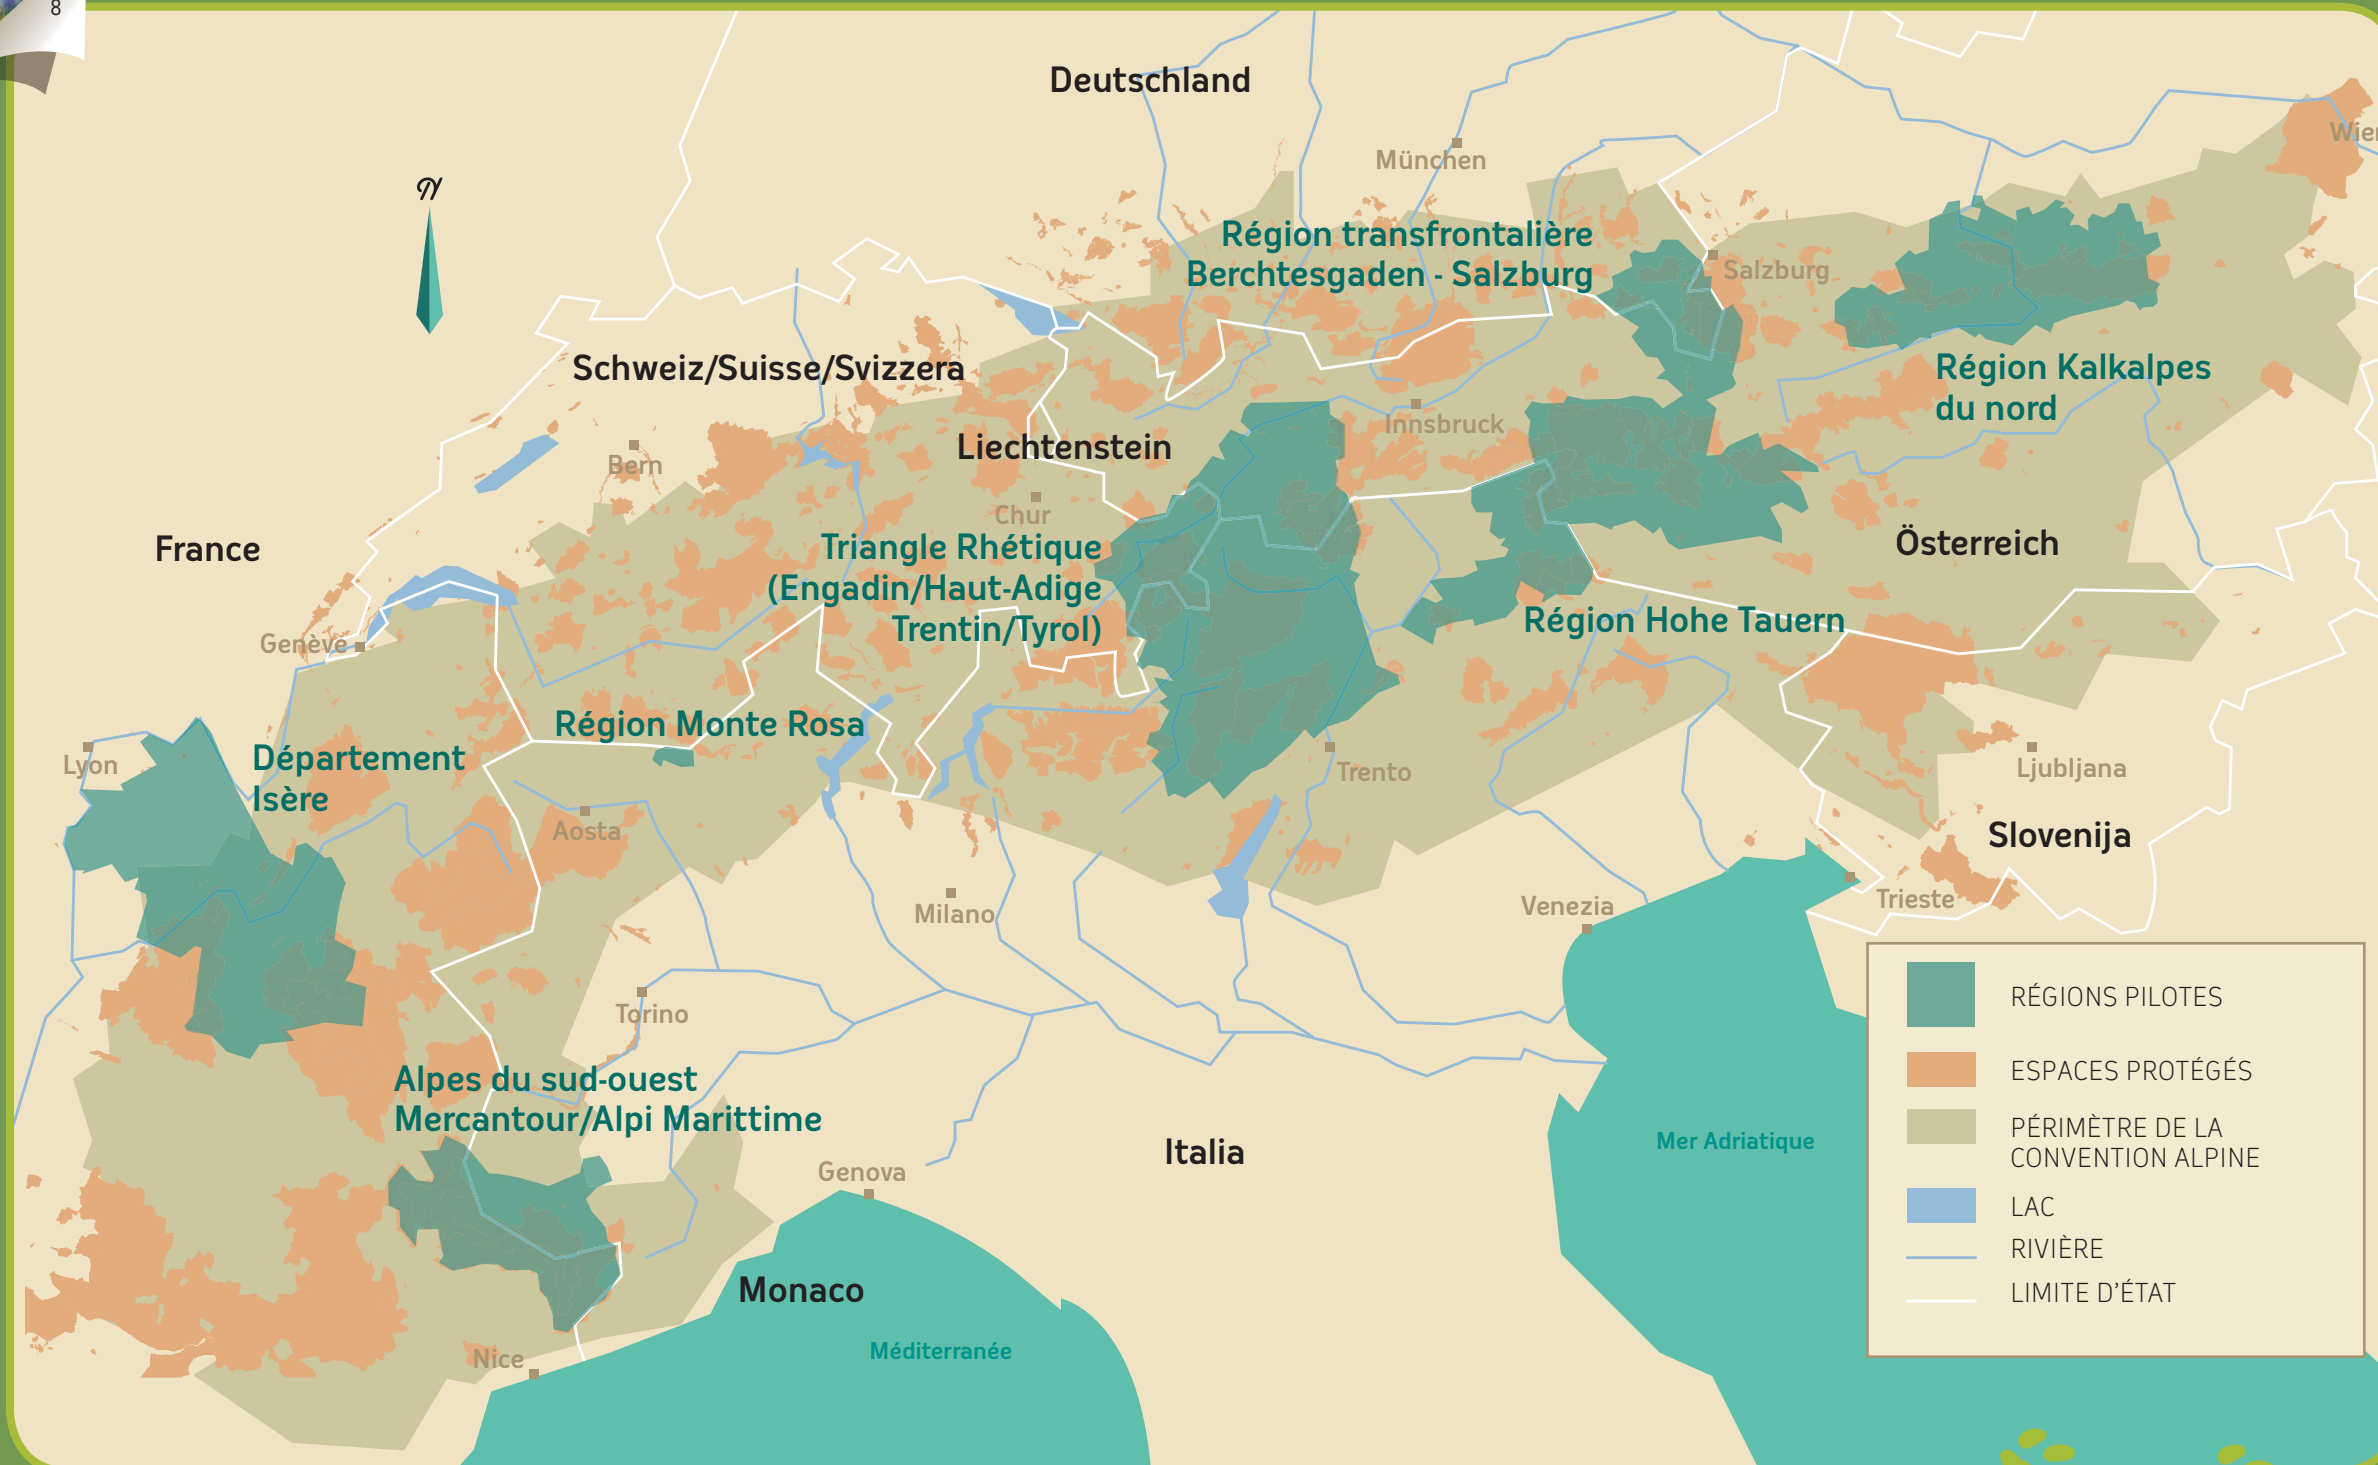 8
Deutschland
München
Wien
Région transfrontalière
Berchtesgaden - Salzburg
Salzburg
Schweiz/Suisse/Svizzera
Région Kalkalpes
du nord
Innsbruck
Liechtenstein
Bern
Chur
France
Triangle Rhétique
(Engadin/Haut-Adige
Trentin/Tyrol)
Österreich
Région Hohe Tauern
Genève
Région Monte Rosa
Lyon
Département
Isère
Trento
Ljubljana
Aosta
Slovenija
Milano
Venezia
Trieste
Torino
Alpes du sud-ouest
Mercantour/Alpi Marittime
Italia
Mer Adriatique
Genova
Monaco
Méditerranée
Nice
RÉGIONS PILOTES
ESPACES PROTÉGÉS
PÉRIMÈTRE DE LA
CONVENTION ALPINE
LAC
RIVIÈRE
LIMITE D'ÉTAT
N